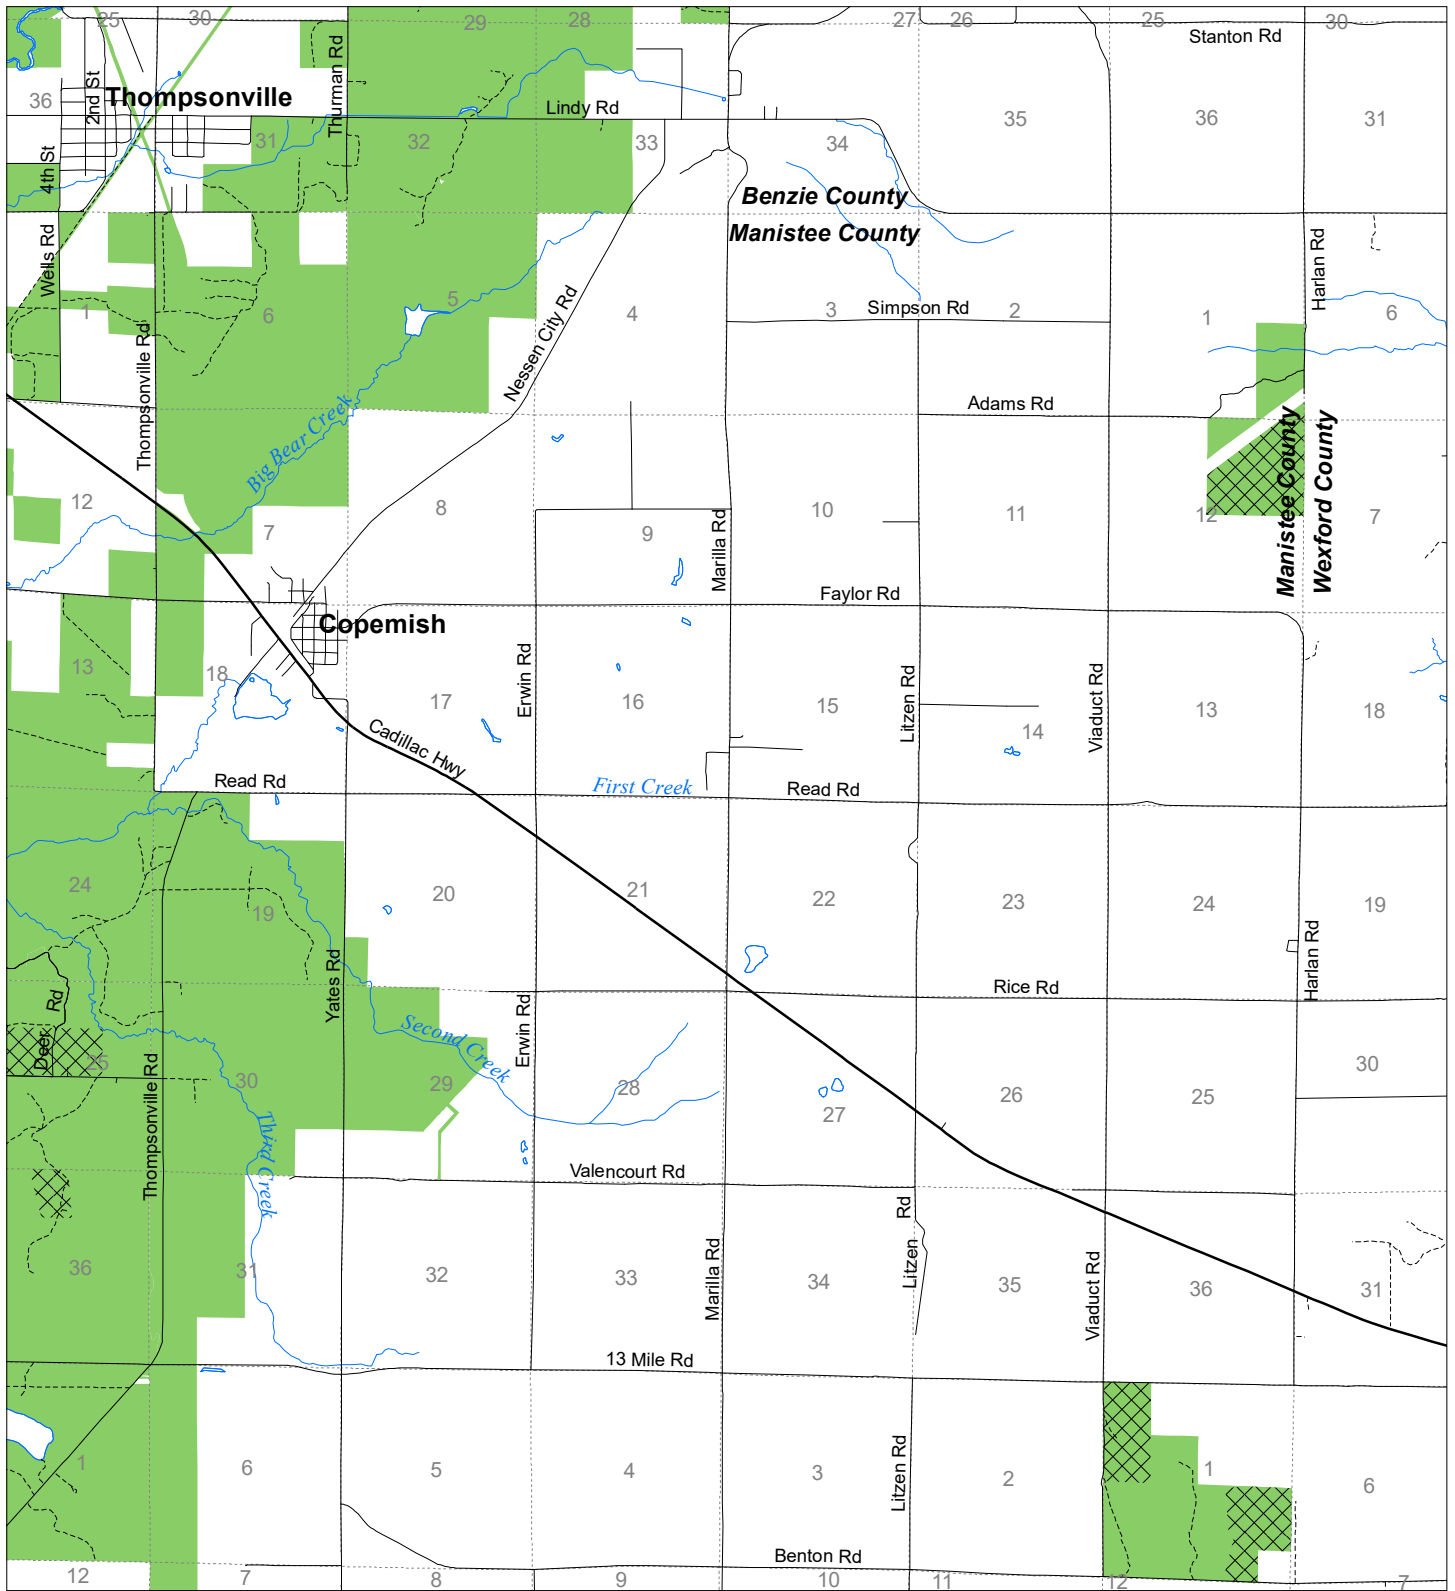 25
30
29
28
27
26
25
30
Stanton Rd
Thurman Rd
2nd St
36
Thompsonville
Lindy Rd
31
32
33
34
35
36
31
4th St
Benzie County
Manistee County
Wells Rd
Harlan Rd
1
6
5
4
3
Simpson Rd
2
1
6
Thompsonville Rd
Nessen City Rd
Adams Rd
Big Bear Creek
Manistee County
Wexford County
12
7
8
9
10
11
12
7
Marilla Rd
Faylor Rd
Copemish
13
18
17
Erwin Rd
16
15
Litzen Rd
14
Viaduct Rd
13
18
Cadillac Hwy
Read Rd
First Creek
Read Rd
24
19
20
21
22
23
24
19
Yates Rd
Harlan Rd
Deer Rd
Rice Rd
Second Creek
Erwin Rd
25
30
29
28
27
26
25
30
Thompsonville Rd
Third Creek
Valencourt Rd
Litzen Rd
36
31
32
33
Marilla Rd
34
35
Viaduct Rd
36
31
13 Mile Rd
1
6
5
4
3
Litzen Rd
2
1
6
Benton Rd
12
7
8
9
10
11
12
7